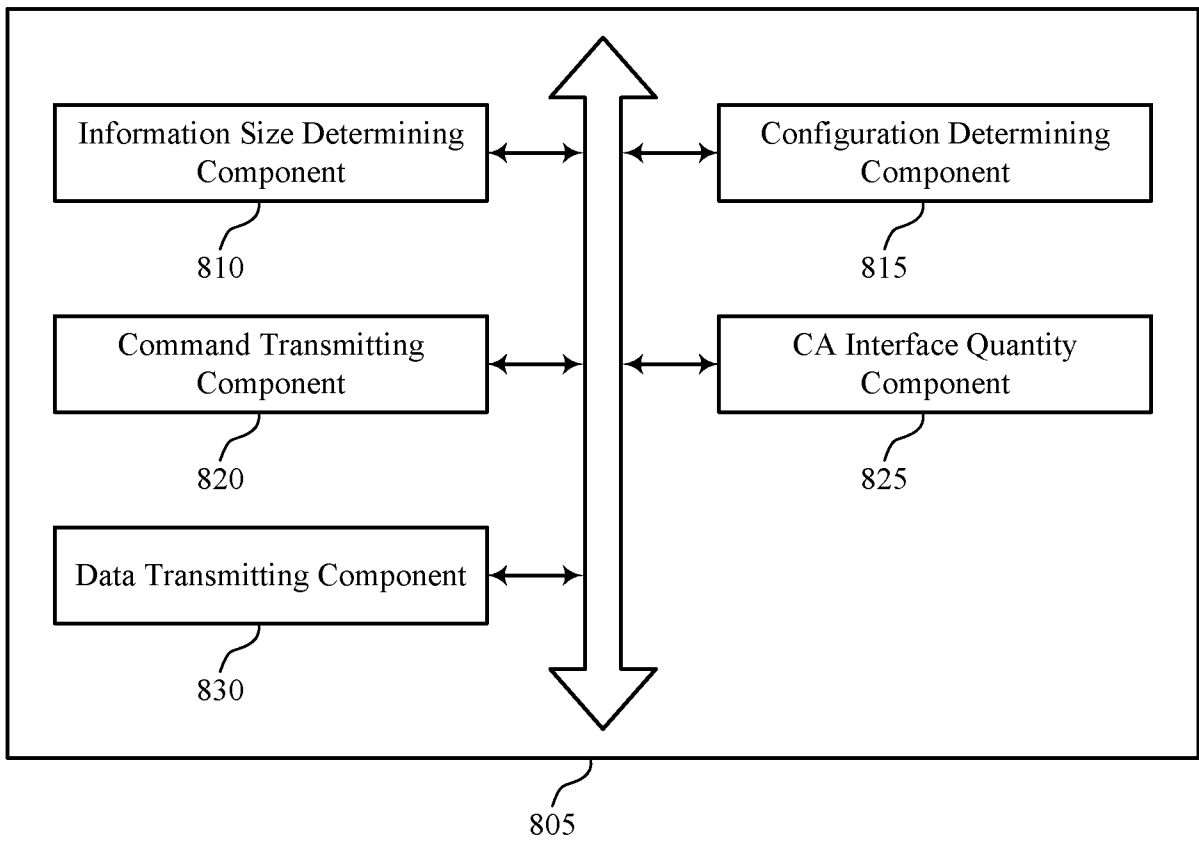 Information Size Determining
Component
810
Configuration Determining
Component
815
Command Transmitting
Component
820
CA Interface Quantity
Component
825
Data Transmitting Component
830
805